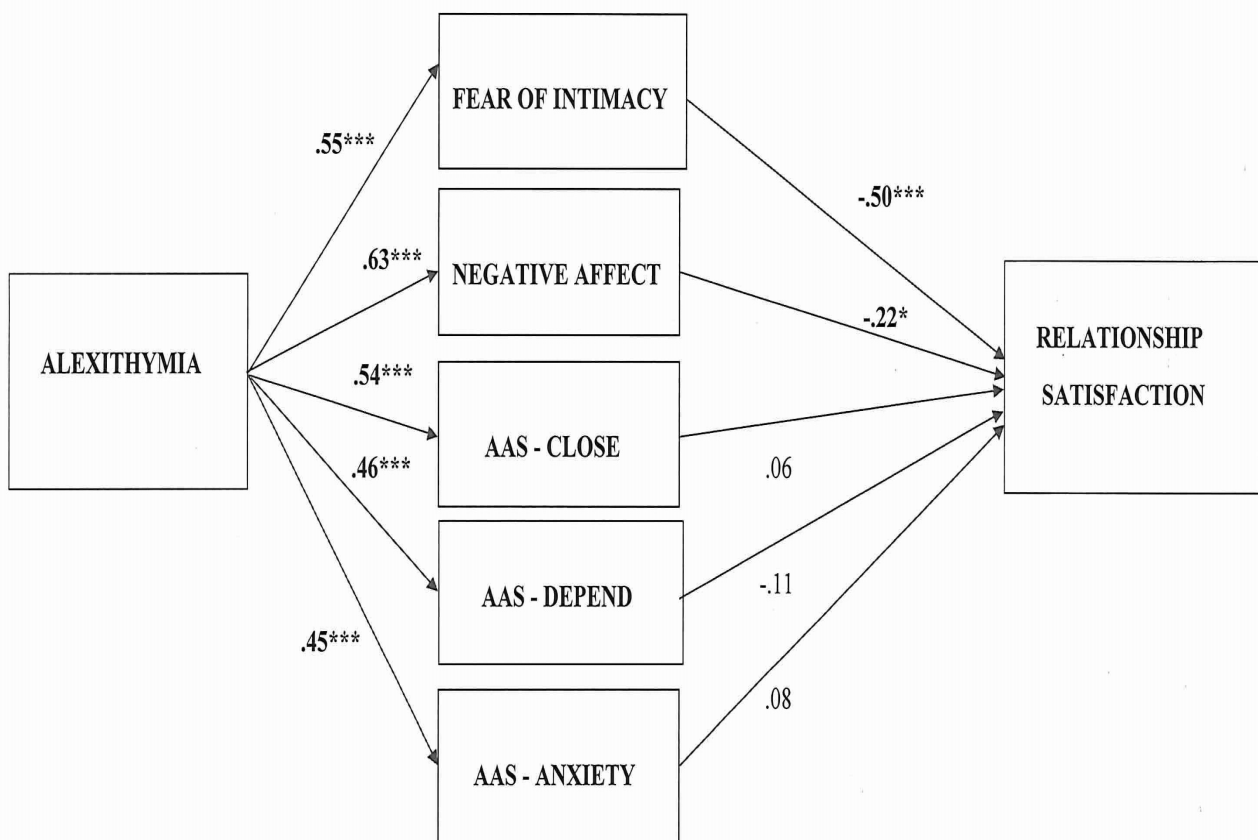 FEAR OF INTIMACY
.55***
-.50***
.63***
NEGATIVE AFFECT
-.22*
RELATIONSHIP
SATISFACTION
ALEXITHYMIA
.54***
AAS - CLOSE
.06
.46***
AAS - DEPEND
-.11
.45***
.08
AAS - ANXIETY